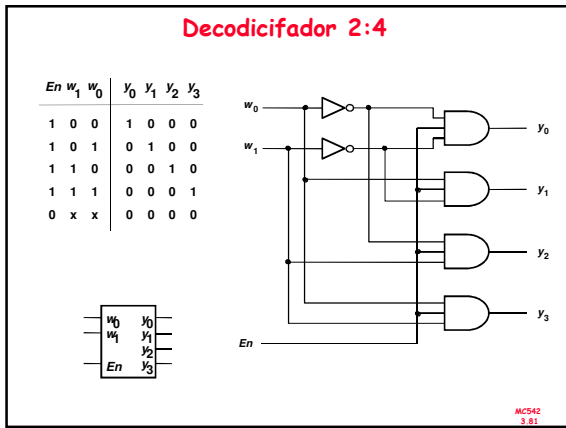 Decodicifador 2:4
En w1 w0 y0 y1 y2 y3
1 0 0 1 0 0 0
1 0 1 0 1 0 0
1 1 0 0 0 1 0
1 1 1 0 0 0 1
0 x x 0 0 0 0
w0
w1
En
y0
y1
y2
y3
w0 y0
w1 y1
y2
En y3
MC542
3.81